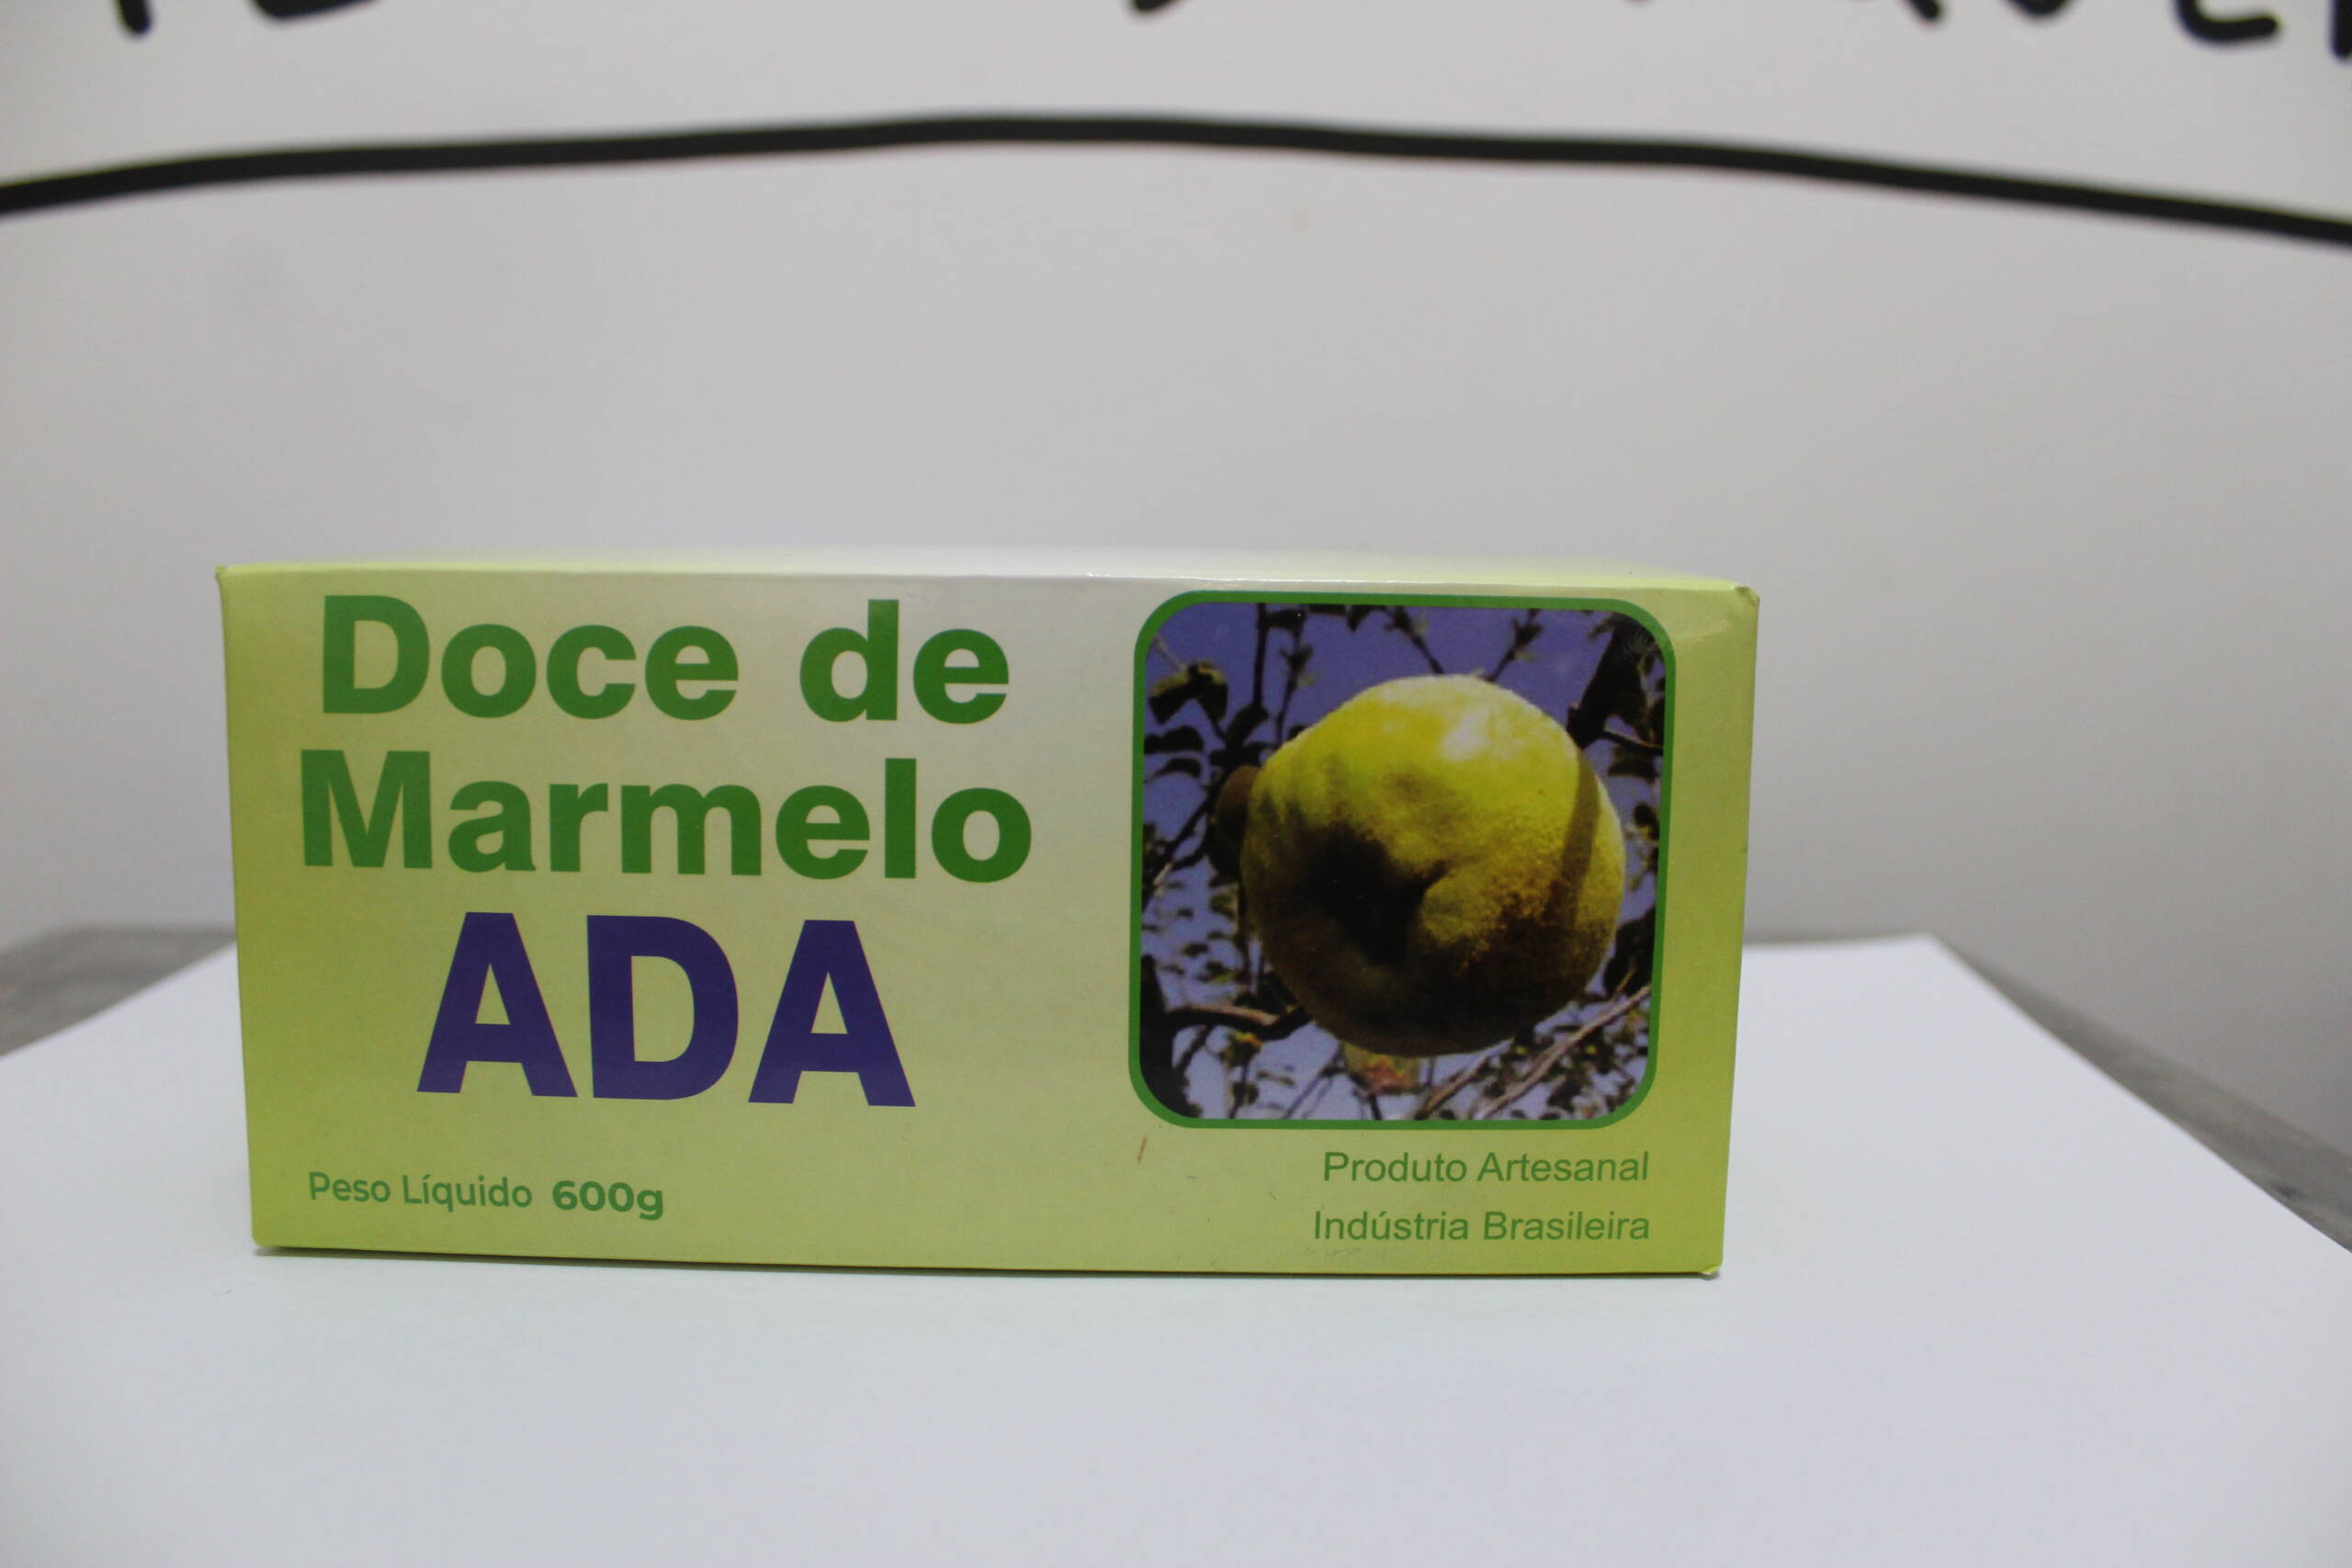 Doce de
Marmelo
ADA
Peso Líquido 600g
Produto Artesanal
Indústria Brasileira